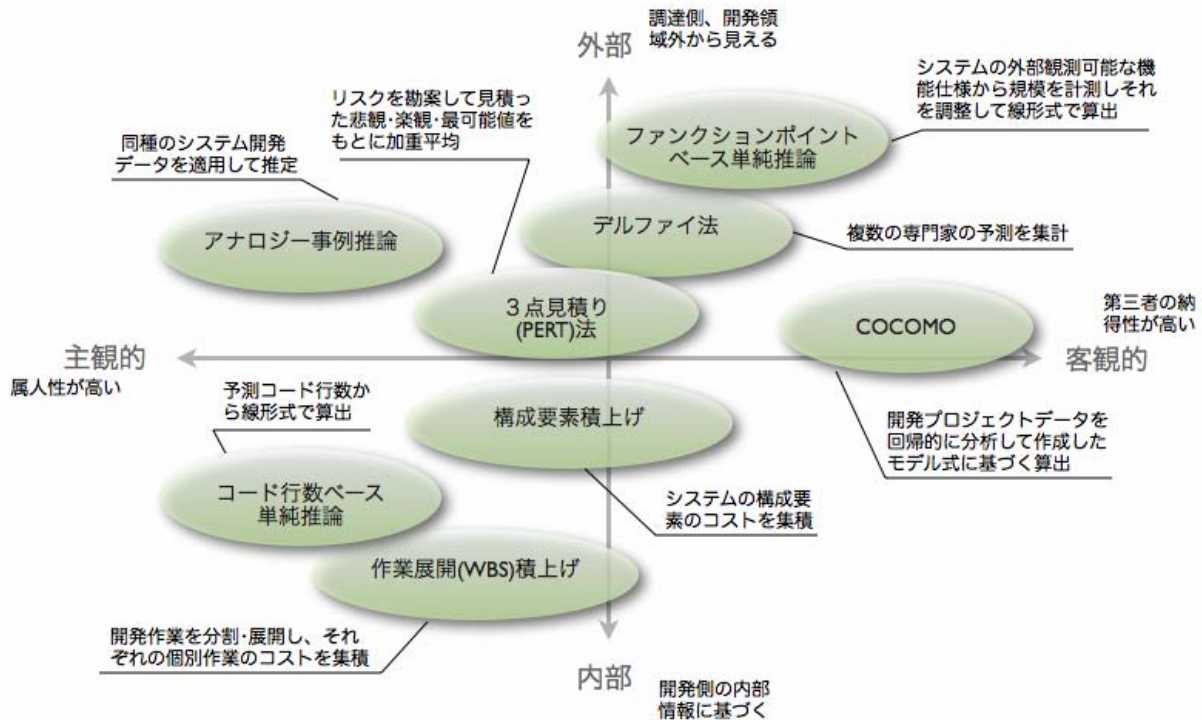 調達側、開発領
域外から見える
外部
システムの外部観測可能な機
能仕様から規模を計測しそれ
を調整して線形式で算出
リスクを勘案して見積っ
た悲観・楽観・最可能値を
もとに加重平均
同種のシステム開発
データを適用して推定
ファンクションポイント
ベース単純推論
デルファイ法
アナロジー事例推論
複数の専門家の予測を集計
3点見積り
(PERT)法
COCOMO
第三者の納
得性が高い
主観的
客観的
属人性が高い
予測コード行数か
ら線形式で算出
構成要素積上げ
開発プロジェクトデータを
回帰的に分析して作成した
モデル式に基づく算出
コード行数ベース
単純推論
システムの構成要
素のコストを集積
作業展開(WBS)積上げ
開発作業を分割・展開し、それ
ぞれの個別作業のコストを集積
内部
開発側の内部
情報に基づく